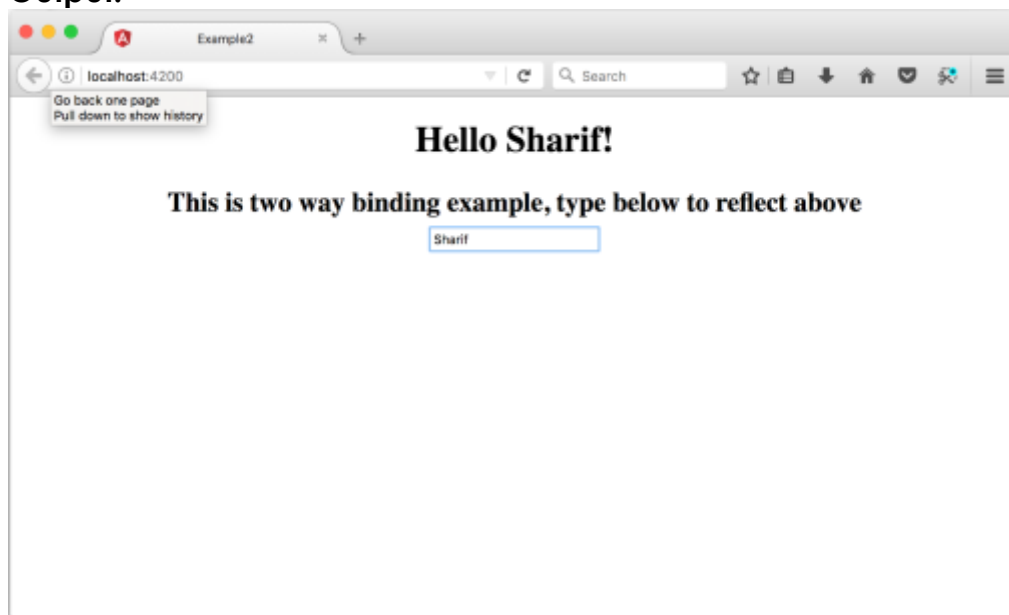 Output:
Example2
localhost:4200
Search
Go back one page
Pull down to show history
Hello Sharif!
This is two way binding example, type below to reflect above
Sharif